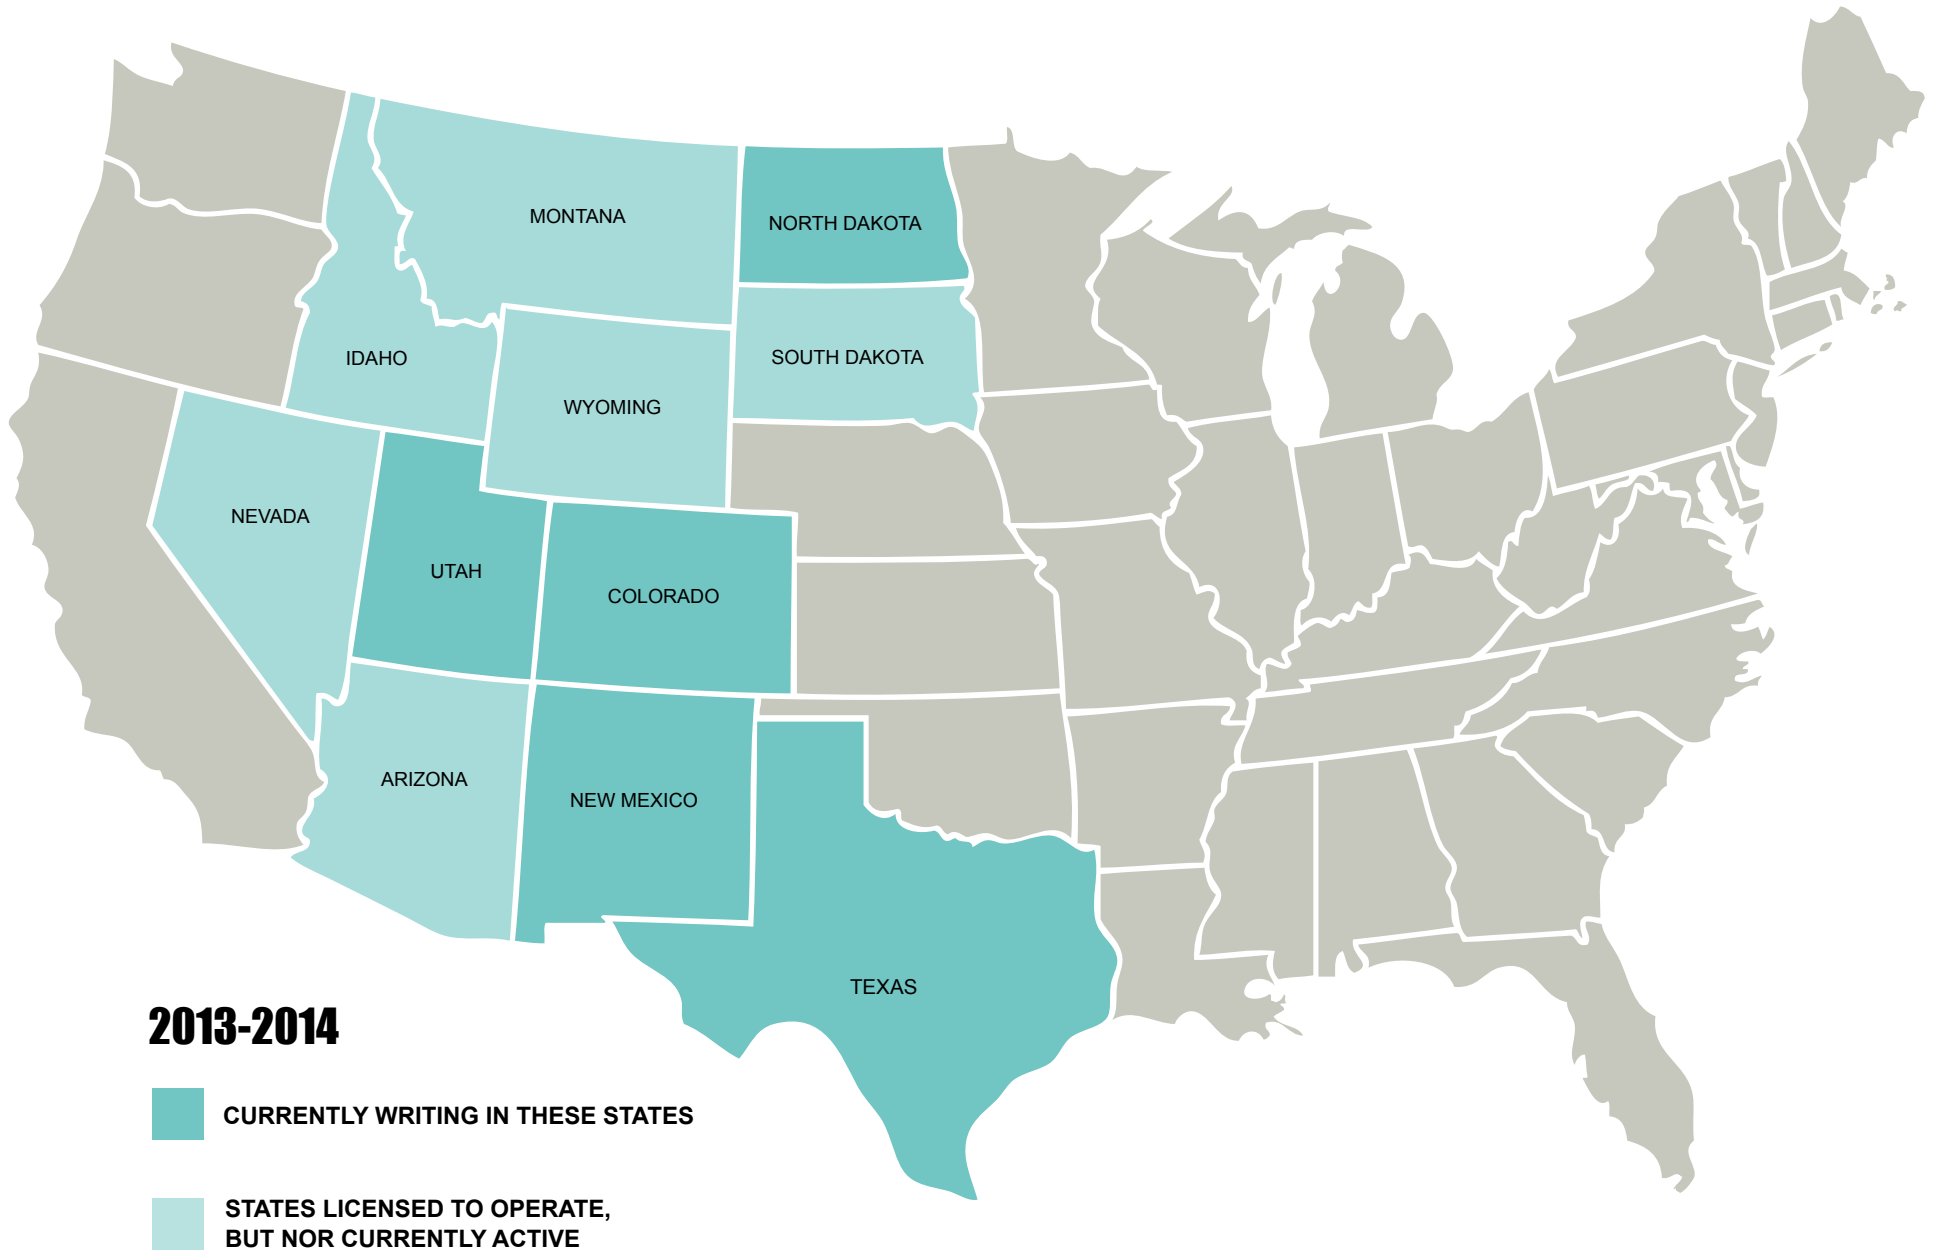 MONTANA
NORTH DAKOTA
IDAHO
SOUTH DAKOTA
WYOMING
NEVADA
UTAH
COLORADO
ARIZONA
NEW MEXICO
TEXAS
2013-2014
CURRENTLY WRITING IN THESE STATES
STATES LICENSED TO OPERATE,
BUT NOR CURRENTLY ACTIVE